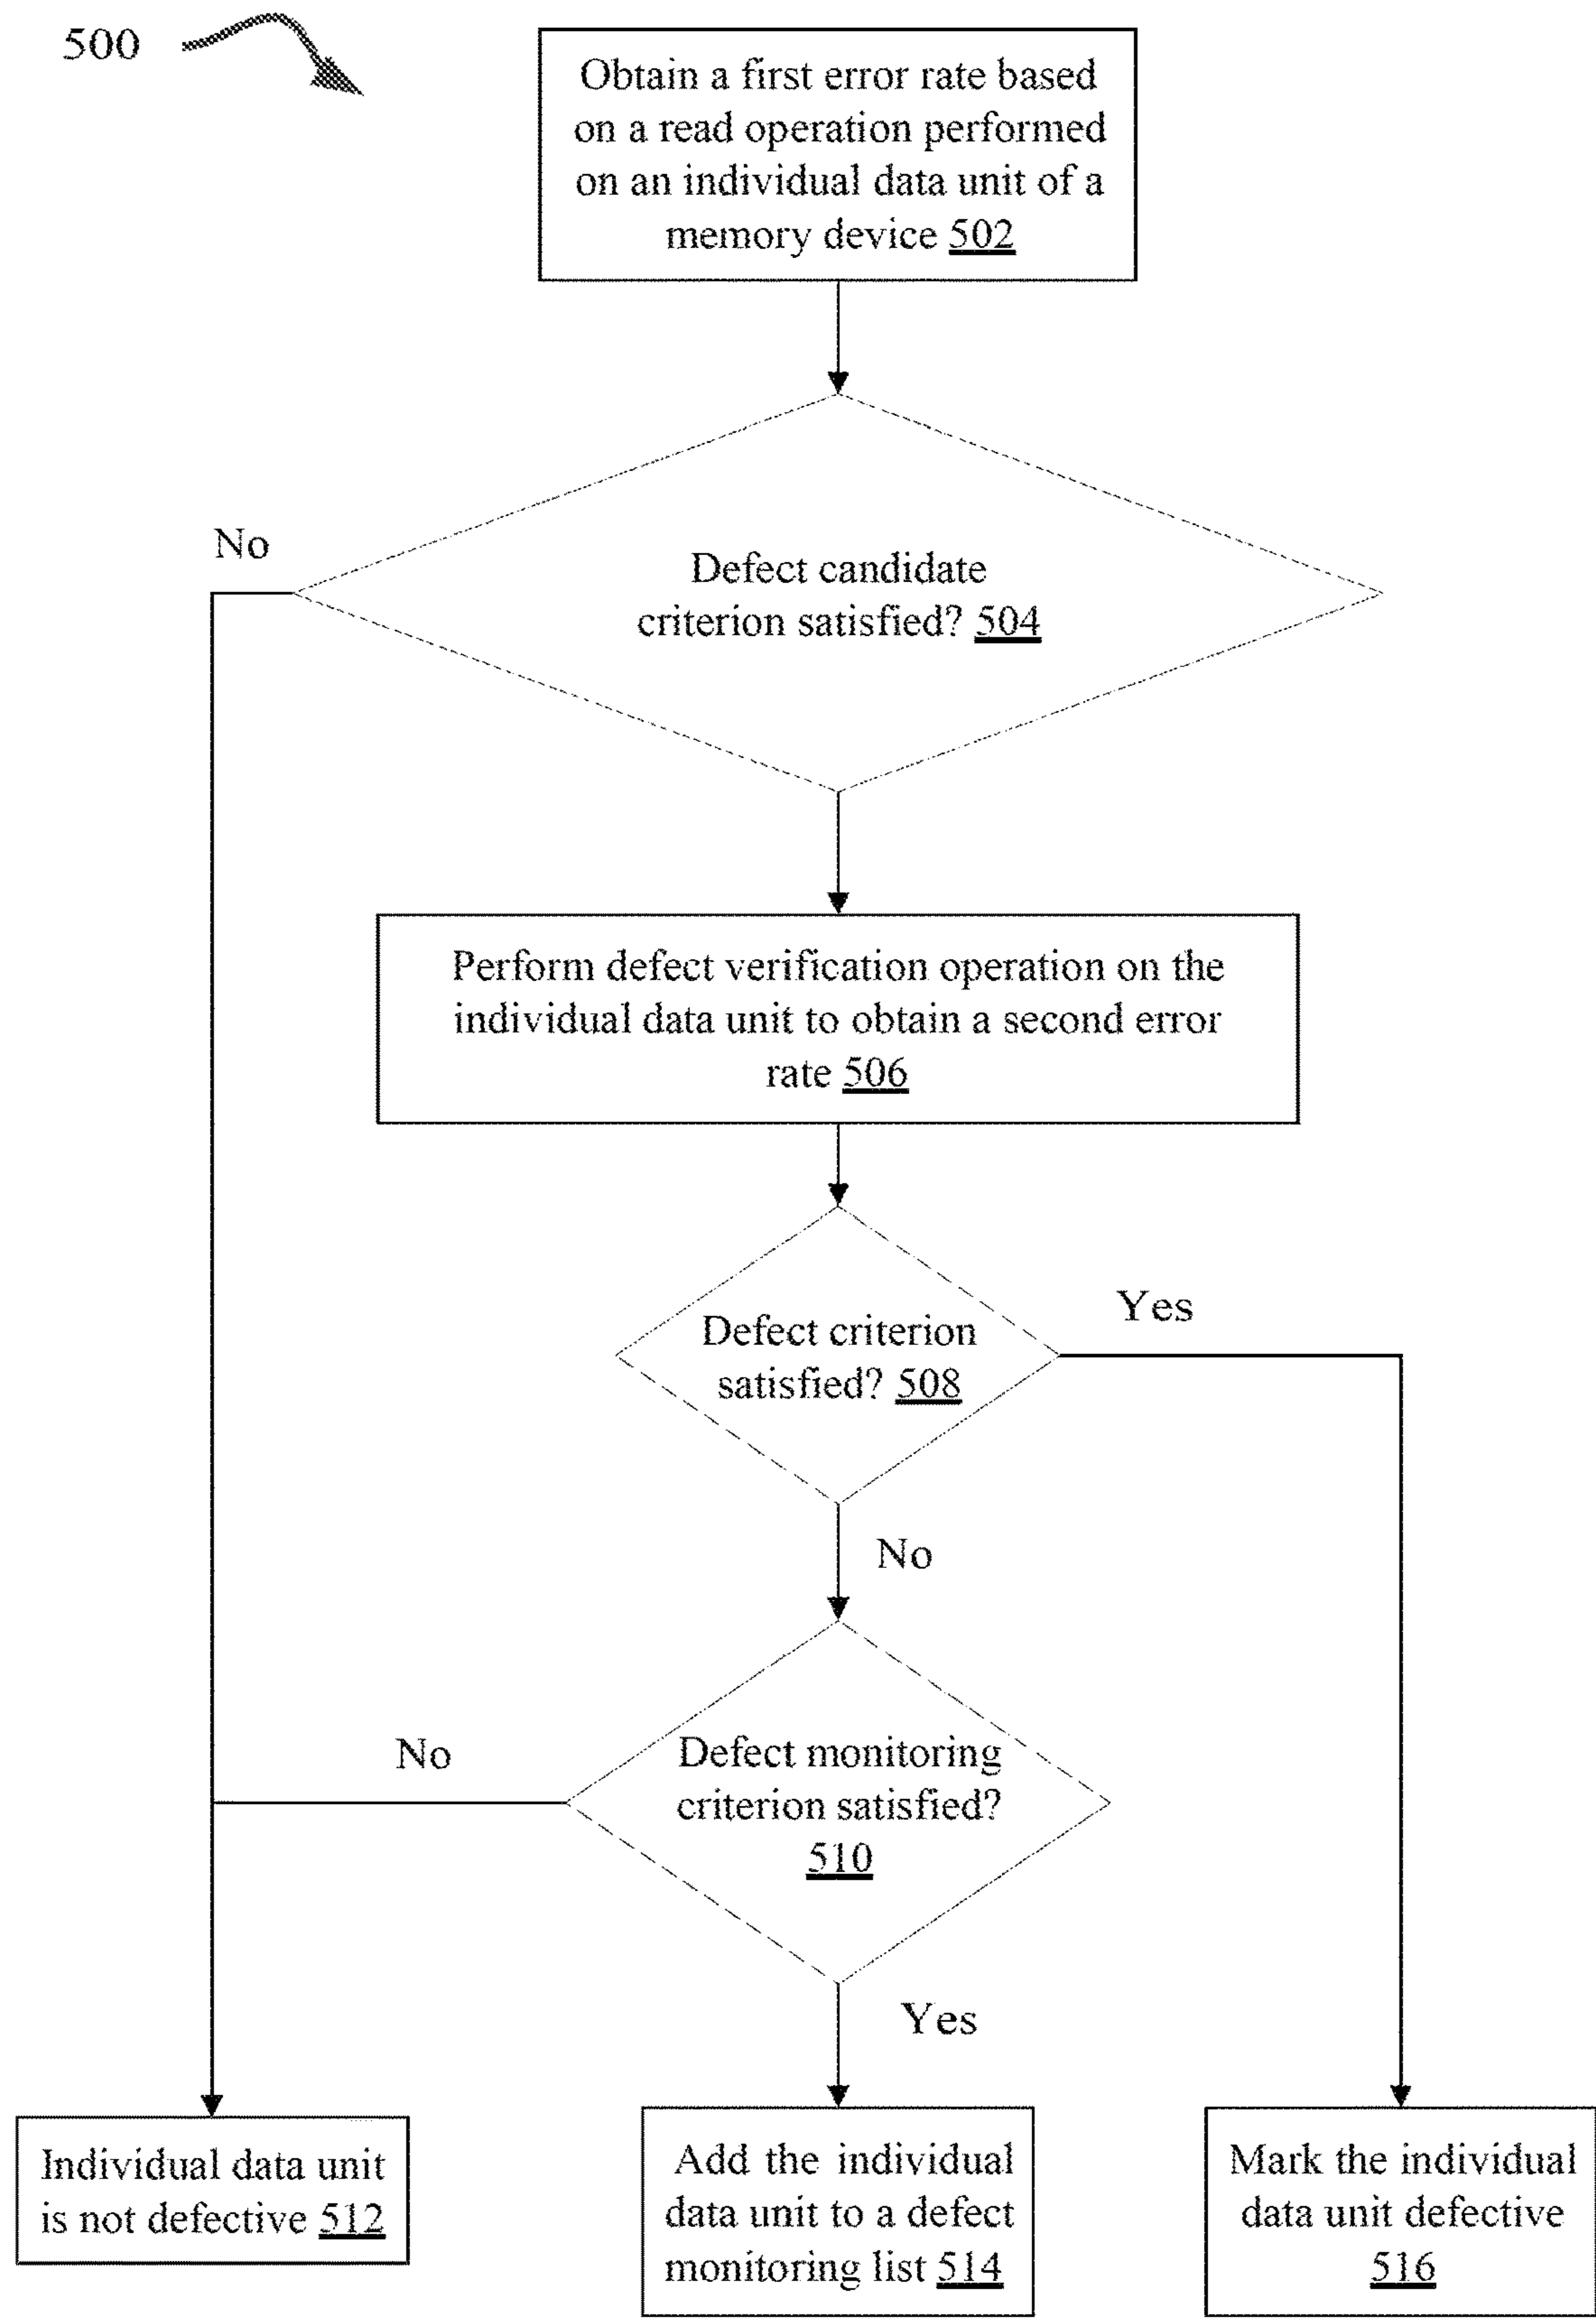 500
Obtain a first error rate based
on a read operation performed
on an individual data unit of a
memory device 502
No
Defect candidate
criterion satisfied? 504
Perform defect verification operation on the
individual data unit to obtain a second error
rate 506
Yes
Defect criterion
satisfied? 508
No
No
Defect monitoring
criterion satisfied?
510
Yes
Individual data unit
is not defective 512
Add the individual
data unit to a defect
monitoring list 514
Mark the individual
data unit defective
516